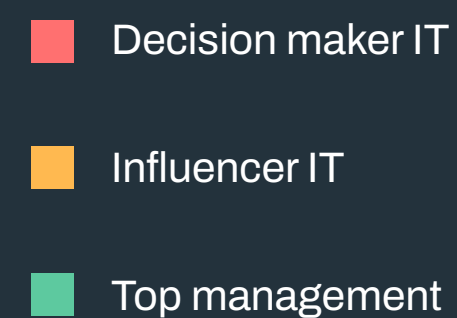 Decision maker IT
Influencer IT
Top management